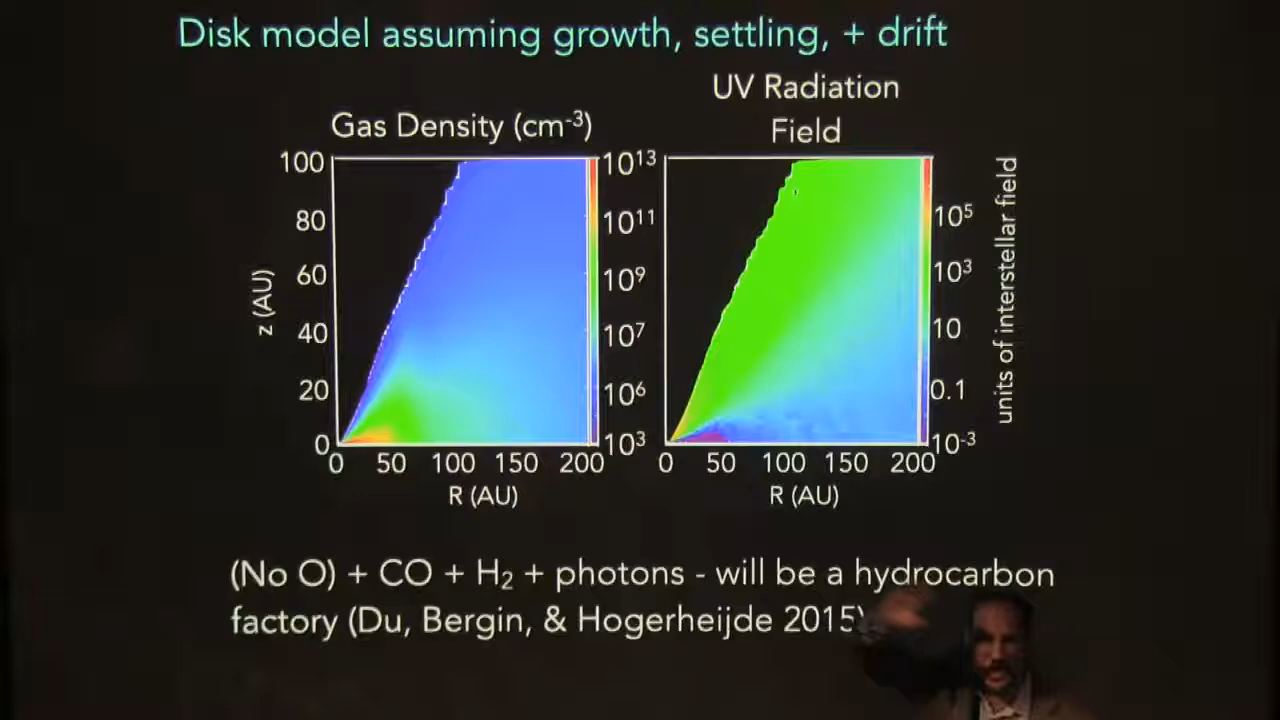 Disk model assuming growth, settling, + drift
UV Radiation
Field
Gas Density (cm⁻³)
100
80
60
40
20
0
z (AU)
10¹³
10¹¹
10⁹
10⁷
10⁶
10³
0 50 100 150 200
R (AU)
10⁵
10³
10
0.1
10⁻³
units of interstellar field
0 50 100 150 200
R (AU)
(No O) + CO + H₂ + photons - will be a hydrocarbon
factory (Du, Bergin, & Hogerheijde 2015)